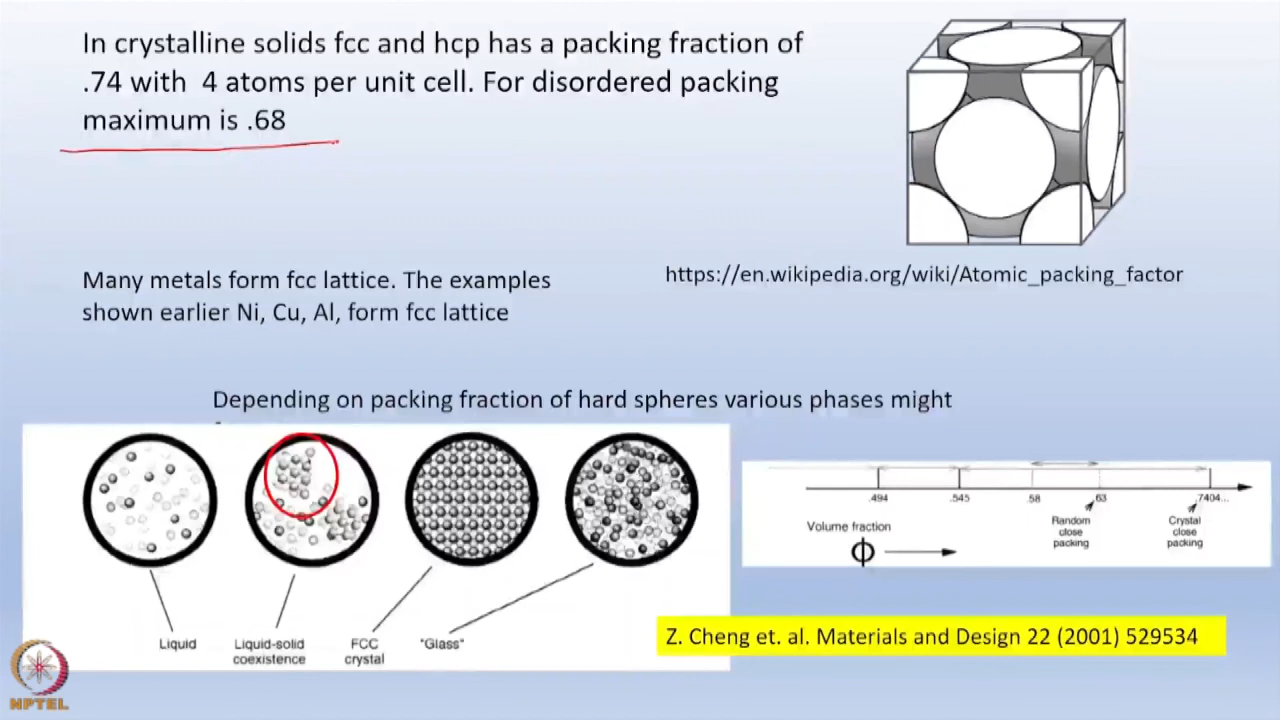 In crystalline solids fcc and hcp has a packing fraction of
.74 with 4 atoms per unit cell. For disordered packing
maximum is .68
https://en.wikipedia.org/wiki/Atomic_packing_factor
Many metals form fcc lattice. The examples
shown earlier Ni, Cu, Al, form fcc lattice
Depending on packing fraction of hard spheres various phases might
Liquid
Liquid-solid
coexistence
FCC
crystal
"Glass"
.494 .545 .58 .63 .7404...
Volume fraction
Φ
Random
close
packing
Crystal
close
packing
Z. Cheng et. al. Materials and Design 22 (2001) 529534
NPTEL